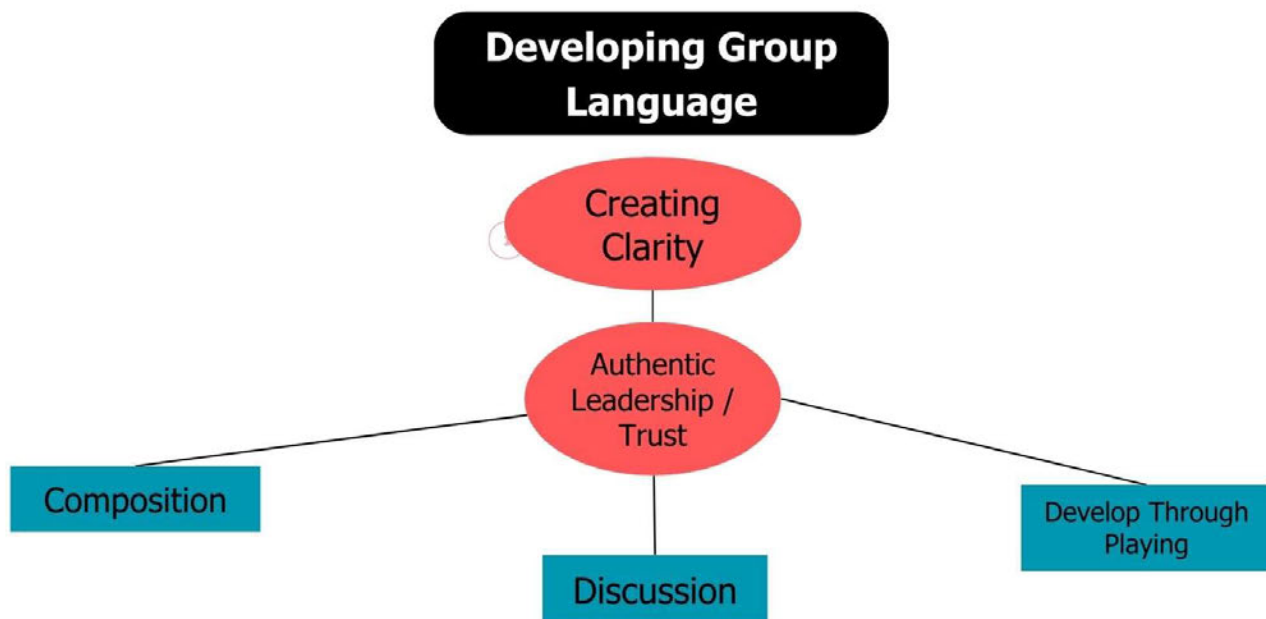 Developing Group
Language
Creating
Clarity
Authentic
Leadership /
Trust
Composition
Develop Through
Playing
Discussion